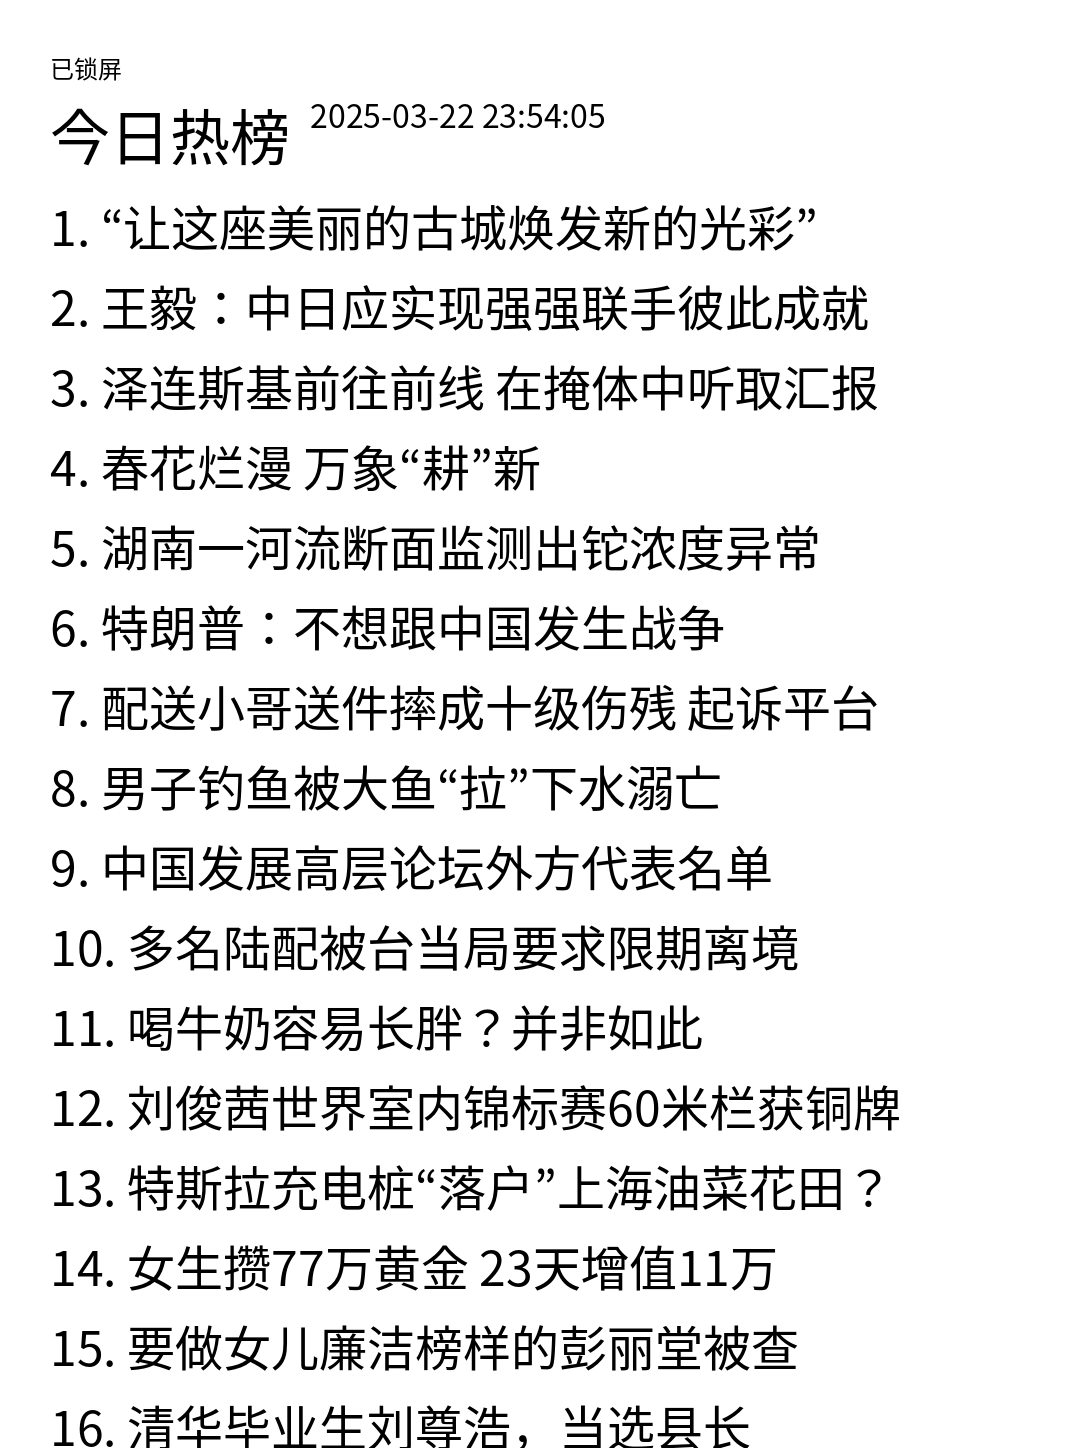 已锁屏
今日热榜 2025-03-22 23:54:05
1. “让这座美丽的古城焕发新的光彩”
2. 王毅：中日应实现强强联手彼此成就
3. 泽连斯基前往前线 在掩体中听取汇报
4. 春花烂漫 万象“耕”新
5. 湖南一河流断面监测出铊浓度异常
6. 特朗普：不想跟中国发生战争
7. 配送小哥送件摔成十级伤残 起诉平台
8. 男子钓鱼被大鱼“拉”下水溺亡
9. 中国发展高层论坛外方代表名单
10. 多名陆配被台当局要求限期离境
11. 喝牛奶容易长胖？并非如此
12. 刘俊茜世界室内锦标赛60米栏获铜牌
13. 特斯拉充电桩“落户”上海油菜花田？
14. 女生攒77万黄金 23天增值11万
15. 要做女儿廉洁榜样的彭丽堂被查
16. 清华毕业生刘尊浩，当选县长